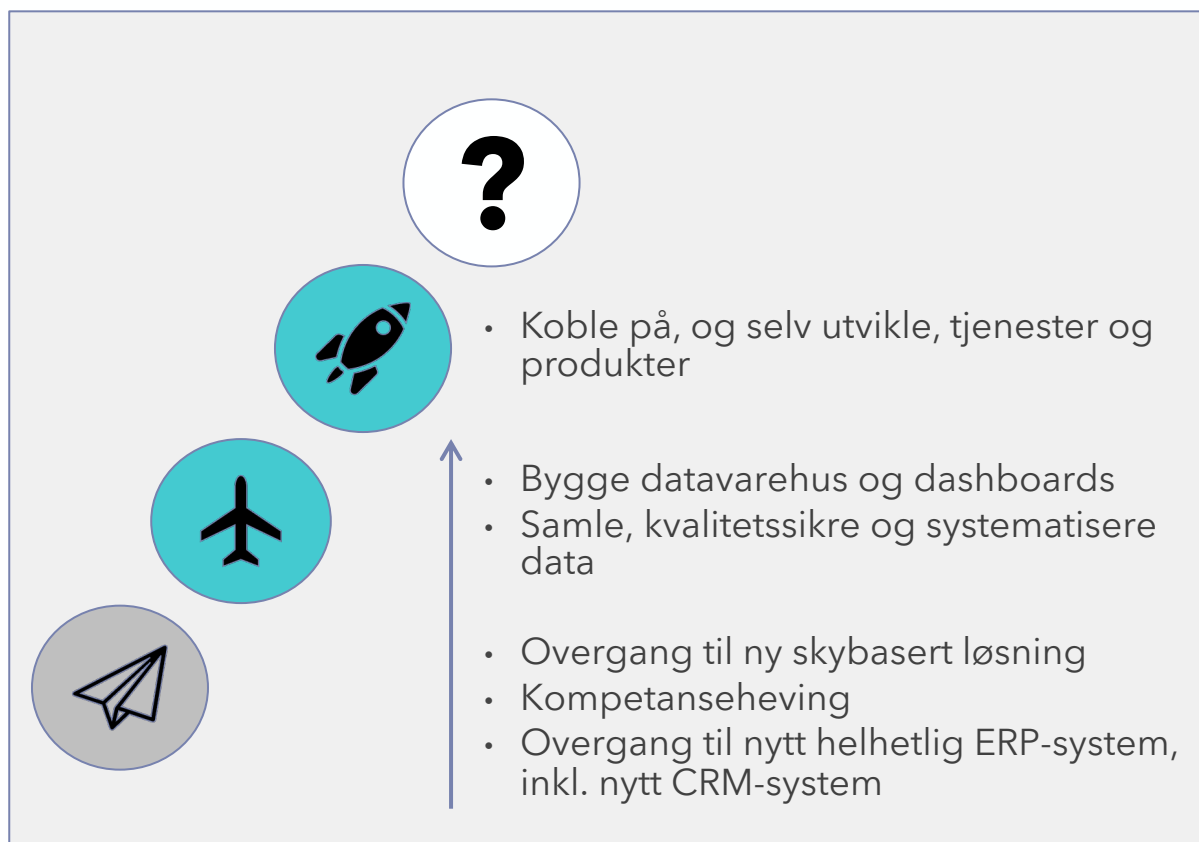 ?
• Koble på, og selv utvikle, tjenester og
produkter
• Bygge datavarehus og dashboards
• Samle, kvalitetssikre og systematisere
data
• Overgang til ny skybasert løsning
• Kompetanseheving
• Overgang til nytt helhetlig ERP-system,
inkl. nytt CRM-system